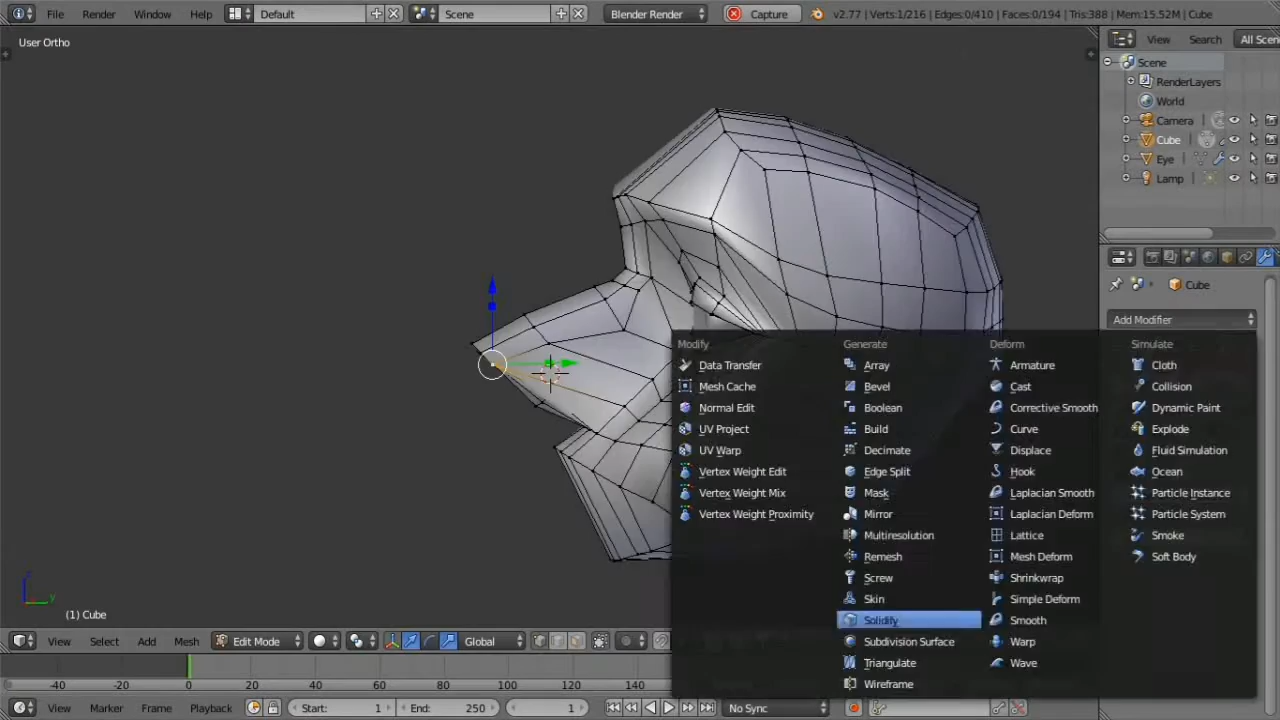 File Render Window Help Default Scene Blender Render Capture v2.77 | Verts:1/216 | Edges:0/410 | Faces:0/194 | Tris:388 | Mem:15.52M | Cube
User Ortho
View Search All Scen
Scene
RenderLayers
World
Camera
Cube
Eye
Lamp
Cube
Add Modifier
Modify Generate Deform Simulate
Data Transfer Array Armature Cloth
Mesh Cache Bevel Cast Collision
Normal Edit Boolean Corrective Smooth Dynamic Paint
UV Project Build Curve Explode
UV Warp Decimate Displace Fluid Simulation
Vertex Weight Edit Edge Split Hook Ocean
Vertex Weight Mix Mask Laplacian Smooth Particle Instance
Vertex Weight Proximity Mirror Laplacian Deform Particle System
Multiresolution Lattice Smoke
Remesh Mesh Deform Soft Body
Screw Shrinkwrap
Skin Simple Deform
Solidify Smooth
Subdivision Surface Warp
Triangulate Wave
Wireframe
z
y
(1) Cube
View Select Add Mesh Edit Mode Global
-40 -20 0 20 40 60 80 100 120 140
View Marker Frame Playback Start: 1 End: 250 1 No Sync